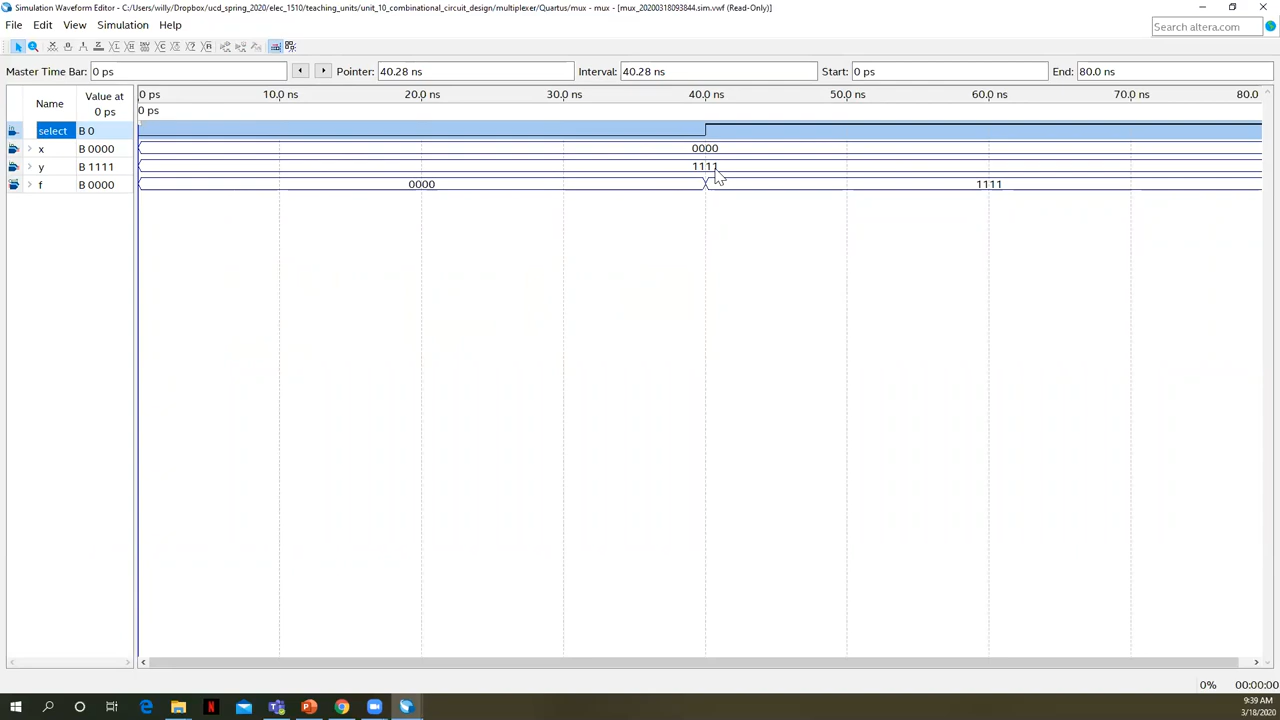 Simulation Waveform Editor - C:/Users/willy/Dropbox/ucd_spring_2020/elec_1510/teaching_units/unit_10_combinational_circuit_design/multiplexer/Quartus/mux - mux - [mux_20200318093844.sim.vwf (Read-Only)]
File Edit View Simulation Help
Search altera.com
Master Time Bar: 0 ps Pointer: 40.28 ns Interval: 40.28 ns Start: 0 ps End: 80.0 ns
Name Value at 0 ps
0 ps 10.0 ns 20.0 ns 30.0 ns 40.0 ns 50.0 ns 60.0 ns 70.0 ns 80.0
0 ps
select B 0
x B 0000 0000
y B 1111 1111
f B 0000 0000 1111
0% 00:00:00
9:39 AM
3/18/2020